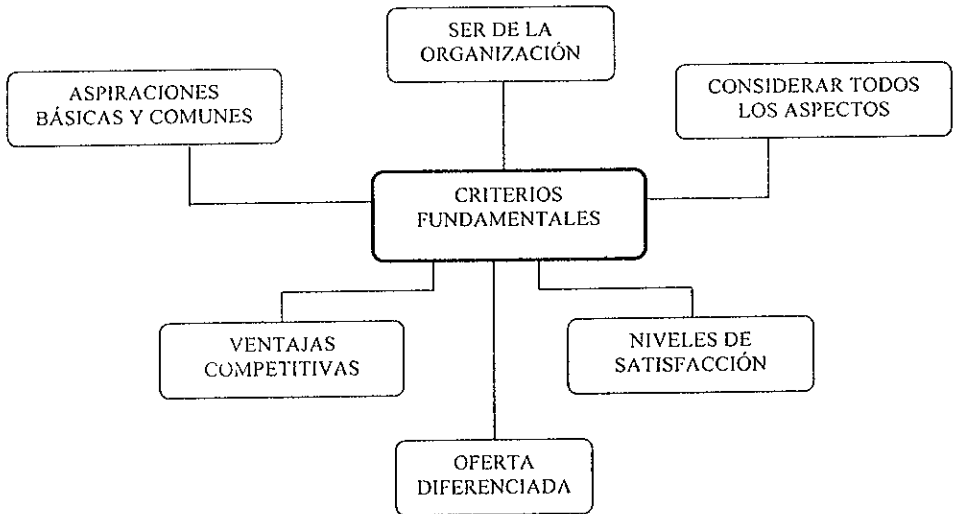 SER DE LA
ORGANIZACIÓN
ASPIRACIONES
BÁSICAS Y COMUNES
CONSIDERAR TODOS
LOS ASPECTOS
CRITERIOS
FUNDAMENTALES
VENTAJAS
COMPETITIVAS
NIVELES DE
SATISFACCIÓN
OFERTA
DIFERENCIADA